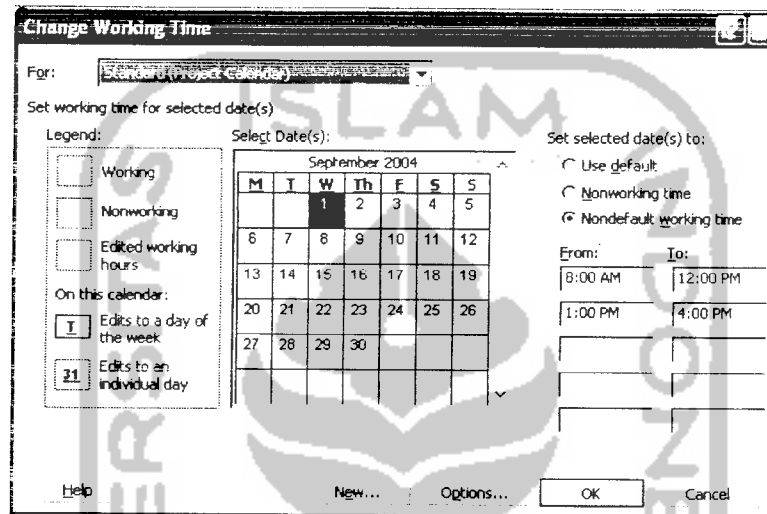 Change Working Time
For: Standard (Project Calendar)
Set working time for selected date(s)
Legend:
Working
Nonworking
Edited working
hours
On this calendar:
T Edits to a day of
the week
31 Edits to an
individual day
Select Date(s):
September 2004
M T W Th F S S
1 2 3 4 5
6 7 8 9 10 11 12
13 14 15 16 17 18 19
20 21 22 23 24 25 26
27 28 29 30
Set selected date(s) to:
Use default
Nonworking time
Nondefault working time
From: To:
8:00 AM 12:00 PM
1:00 PM 4:00 PM
Help New... Options... OK Cancel
ISLAM